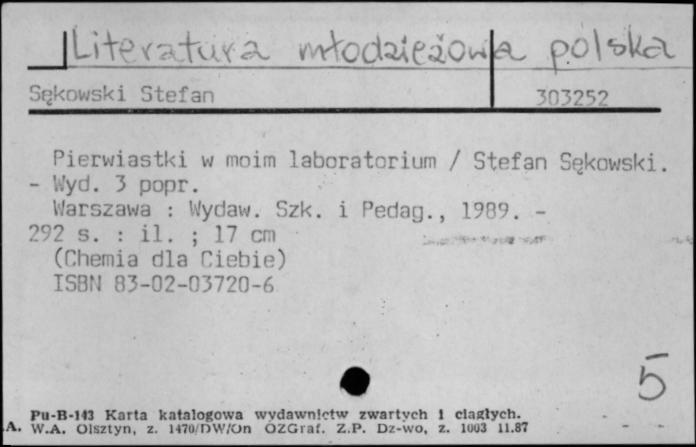 Literatura młodzieżowa polska
Sękowski Stefan 303252
Pierwiastki w moim laboratorium / Stefan Sękowski.
- Wyd. 3 popr.
Warszawa : Wydaw. Szk. i Pedag., 1989. -
292 s. : il. ; 17 cm
(Chemia dla Ciebie)
ISBN 83-02-03720-6
5
Pu-B-143 Karta katalogowa wydawnictw zwartych i ciągłych.
A. W.A. Olsztyn, z. 1470/DW/On OZGraf. Z.P. Dz-wo, z. 1003 11.87